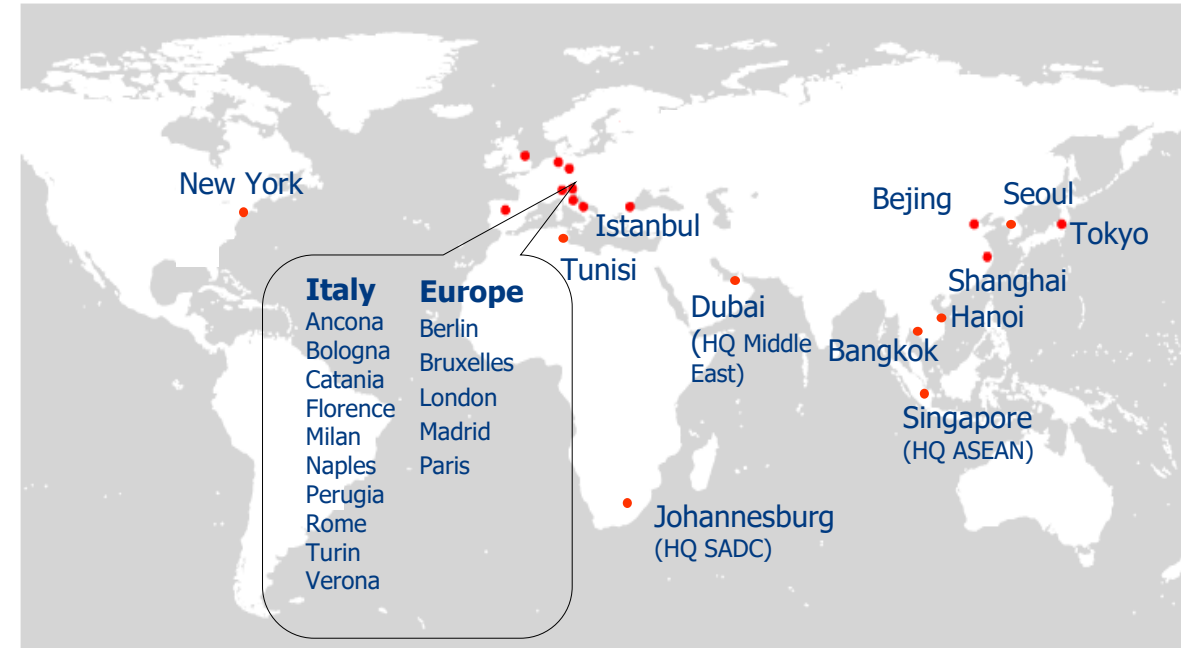 New York
Istanbul
Tunisi
Bejing
Seoul
Tokyo
Shanghai
Hanoi
Bangkok
Dubai
(HQ Middle
East)
Singapore
(HQ ASEAN)
Johannesburg
(HQ SADC)
Italy
Ancona
Bologna
Catania
Florence
Milan
Naples
Perugia
Rome
Turin
Verona
Europe
Berlin
Bruxelles
London
Madrid
Paris